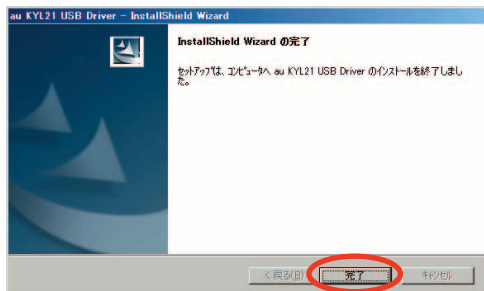 au KYL21 USB Driver - InstallShield Wizard
InstallShield Wizard の完了
セットアップは、コンピュータへ au KYL21 USB Driver のインストールを終了しまし
た。
< 戻る(B) 完了 キャンセル